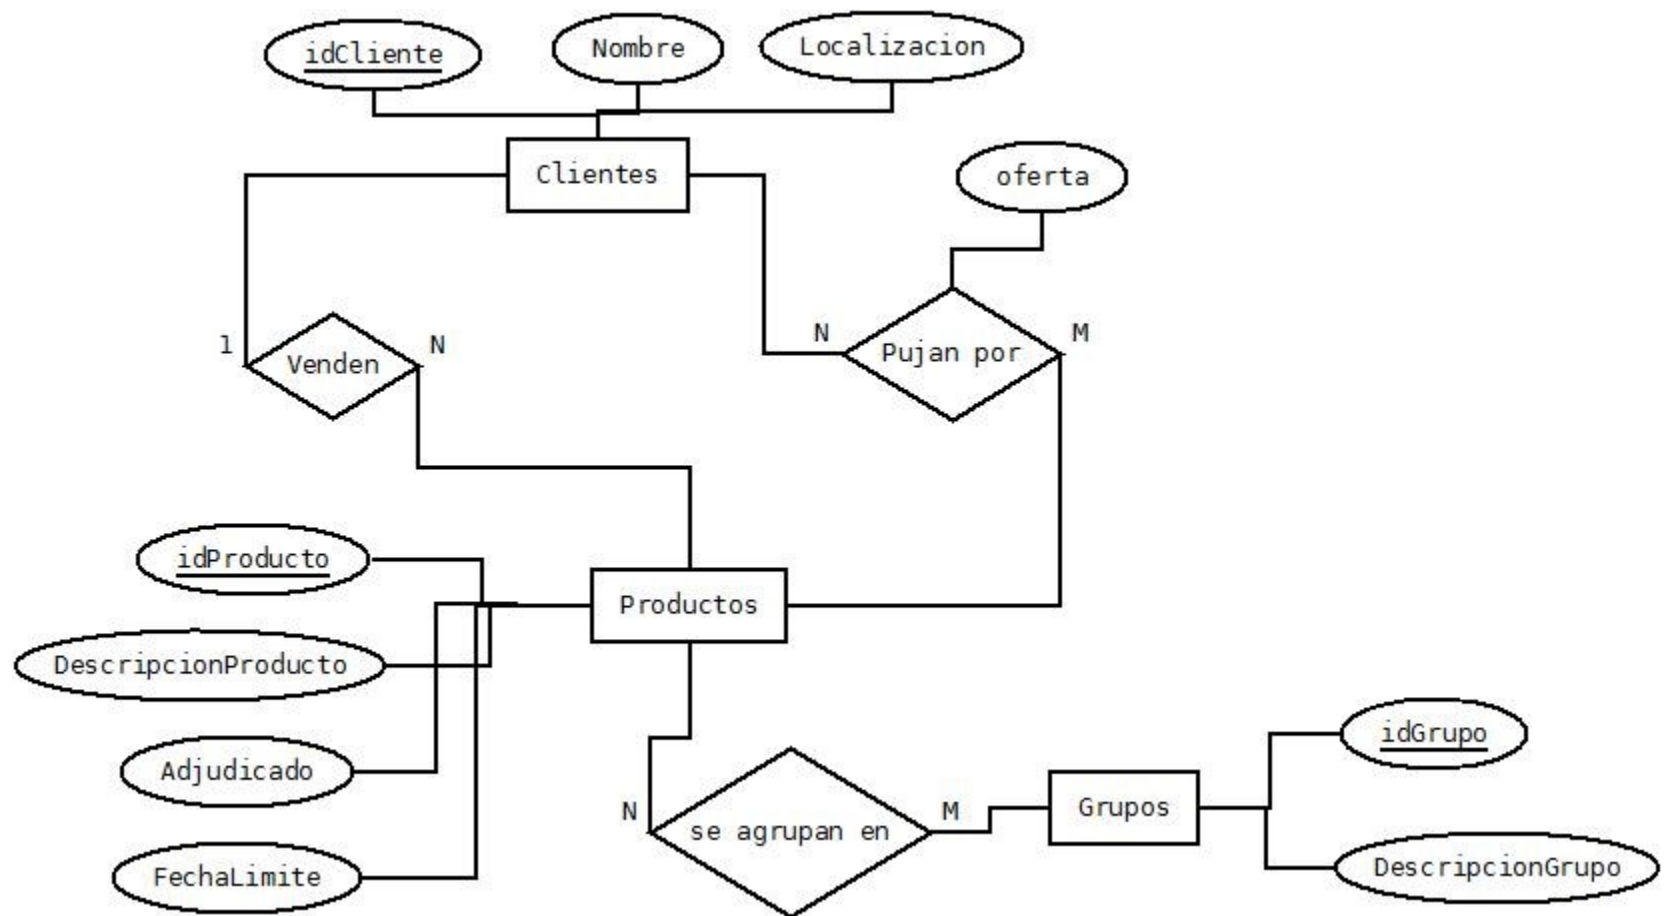 idCliente
Nombre
Localizacion
Clientes
oferta
1
Venden
N
N
Pujan por
M
idProducto
Productos
DescripcionProducto
Adjudicado
FechaLimite
N
se agrupan en
M
Grupos
idGrupo
DescripcionGrupo